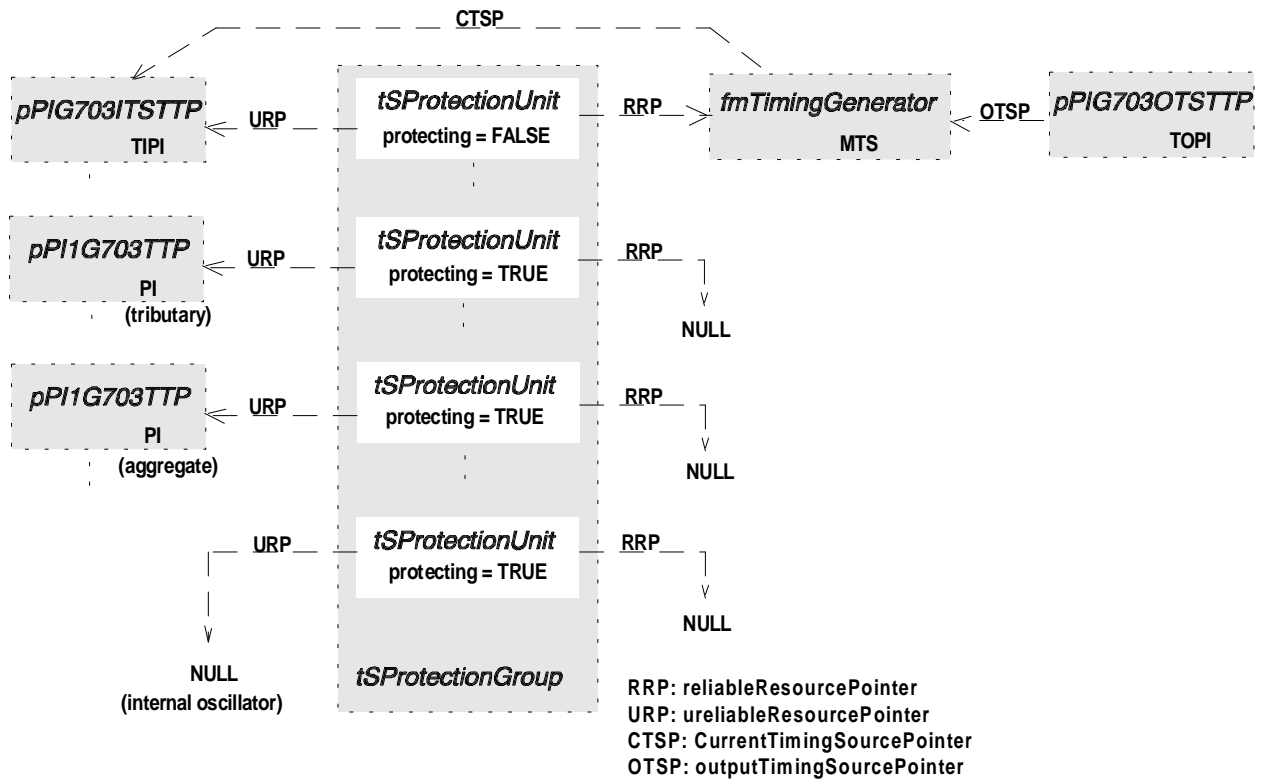 CTSP
pPIG703ITSTTP
TIPI
URP
tSProtectionUnit
protecting = FALSE
RRP
fmTimingGenerator
MTS
OTSP
pPIG703OTSTTP
TOPI
pPI1G703TTP
PI
(tributary)
URP
tSProtectionUnit
protecting = TRUE
RRP
NULL
pPI1G703TTP
PI
(aggregate)
URP
tSProtectionUnit
protecting = TRUE
RRP
NULL
URP
tSProtectionUnit
protecting = TRUE
RRP
NULL
NULL
(internal oscillator)
tSProtectionGroup
RRP: reliableResourcePointer
URP: ureliableResourcePointer
CTSP: CurrentTimingSourcePointer
OTSP: outputTimingSourcePointer